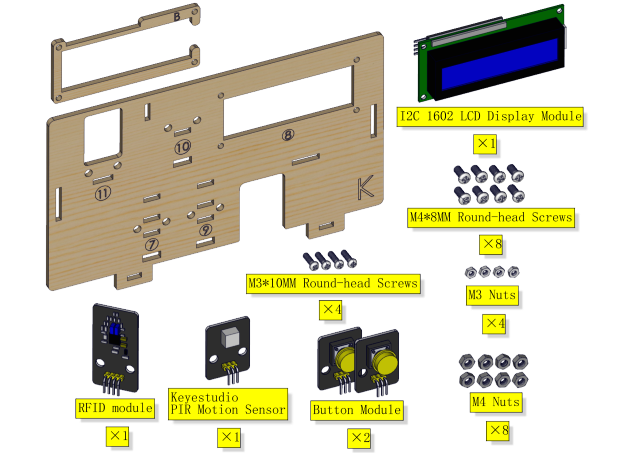 B
I2C 1602 LCD Display Module
×1
⑧
⑩
⑪
K
⑦
⑨
M4*8MM Round-head Screws
×8
M3*10MM Round-head Screws
×4
M3 Nuts
×4
RFID module
×1
Keyestudio
PIR Motion Sensor
×1
Button Module
×2
M4 Nuts
×8